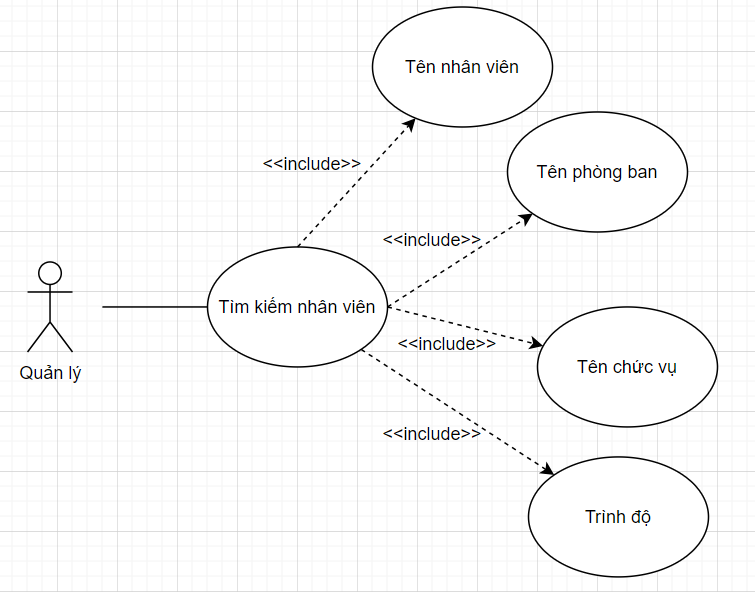 Tên nhân viên
<<include>>
Tên phòng ban
<<include>>
Tìm kiếm nhân viên
<<include>>
Tên chức vụ
Quản lý
<<include>>
Trình độ